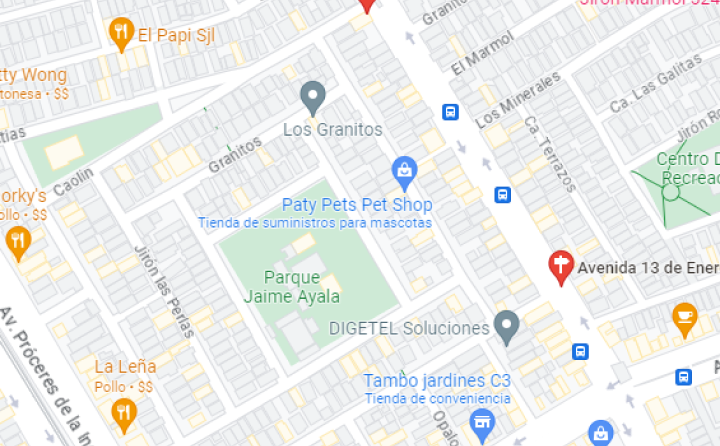 Jirón Mármol 524
Granito
El Papi Sjl
El Marmol
tty Wong
tonesa • $$
Ca. Las Galitas
Los Minerales
Los Granitos
Jirón Ro
tias
Granitos
Ca. Terrazos
Centro D
Recreac
Caolin
Paty Pets Pet Shop
Tienda de suministros para mascotas
orky's
ollo • $$
Jirón las Perlas
Avenida 13 de Ener
Parque
Jaime Ayala
DIGETEL Soluciones
Av. Próceres de la In
La Leña
Pollo • $$
Tambo jardines C3
Tienda de conveniencia
A
Opalo